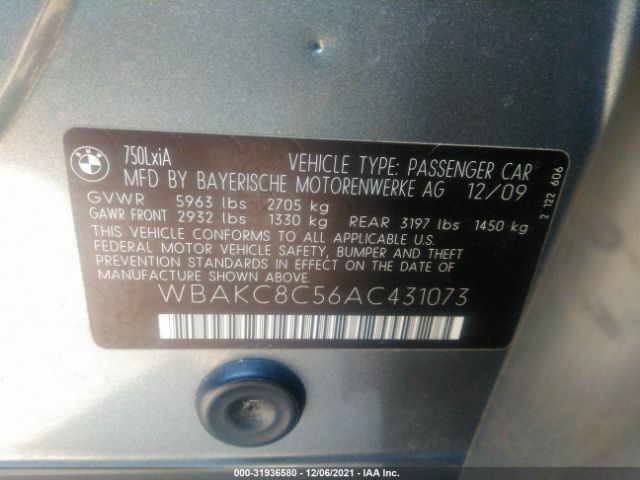 BMW
750LxiA
VEHICLE TYPE: PASSENGER CAR
MFD BY BAYERISCHE MOTORENWERKE AG 12/09
GVWR 5963 lbs 2705 kg
GAWR FRONT 2932 lbs 1330 kg REAR 3197 lbs 1450 kg
THIS VEHICLE CONFORMS TO ALL APPLICABLE U.S.
FEDERAL MOTOR VEHICLE SAFETY, BUMPER AND THEFT
PREVENTION STANDARDS IN EFFECT ON THE DATE OF
MANUFACTURE SHOWN ABOVE.
WBAKC8C56AC431073
2 122 606
000-31936580 - 12/06/2021 - IAA Inc.